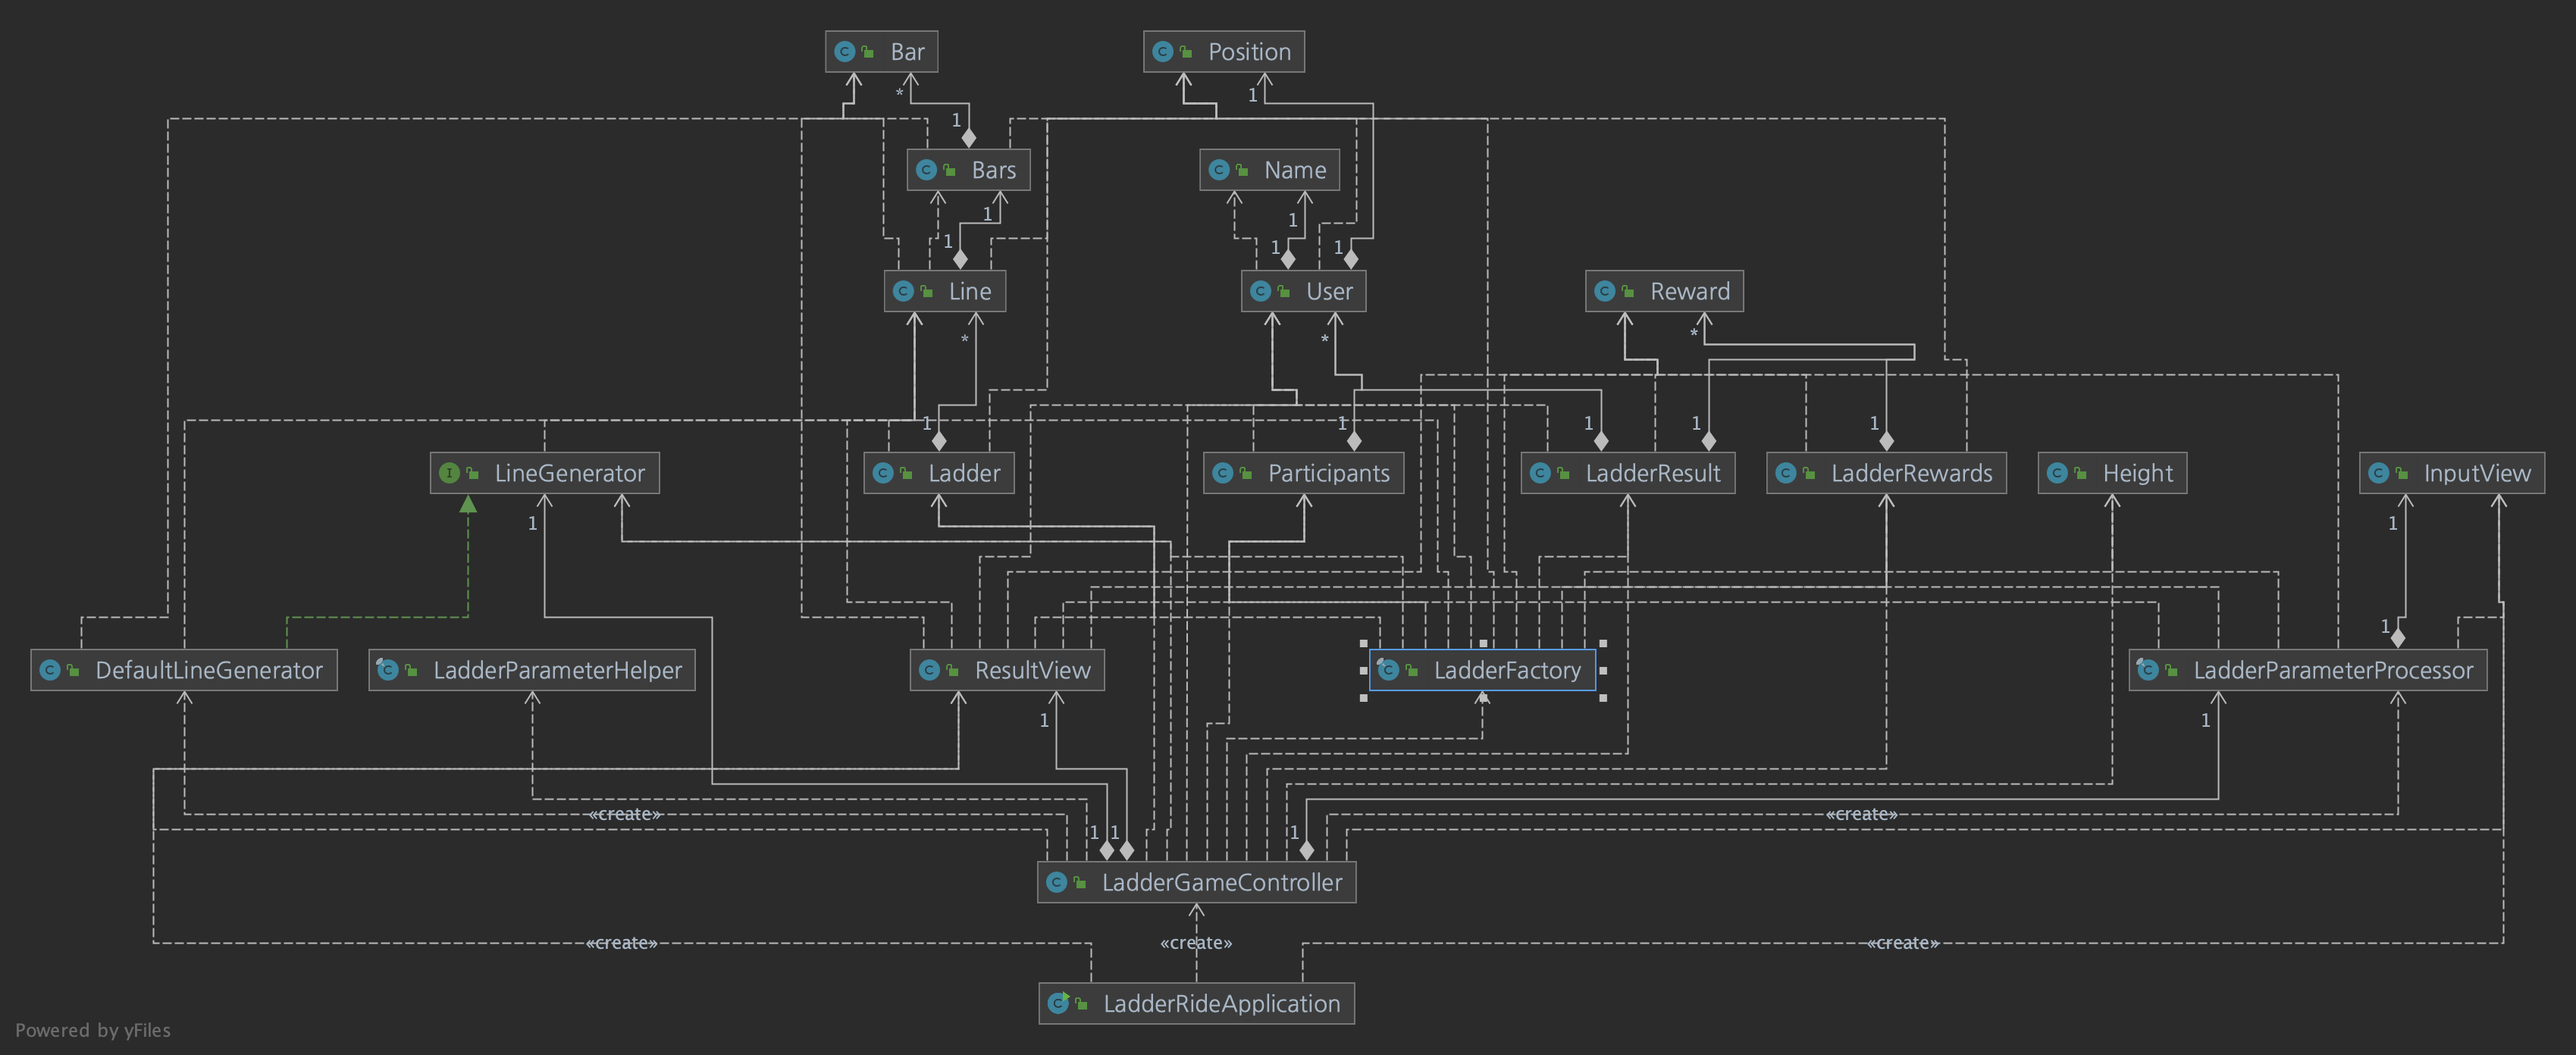 Bar
Position
*
1
1
Bars
Name
1
1
1
1
1
Line
User
Reward
*
*
*
1
1
1
1
1
LineGenerator
Ladder
Participants
LadderResult
LadderRewards
Height
InputView
1
1
1
DefaultLineGenerator
LadderParameterHelper
ResultView
LadderFactory
LadderParameterProcessor
1
1
«create»
«create»
1
1
1
LadderGameController
«create»
«create»
«create»
LadderRideApplication
Powered by yFiles